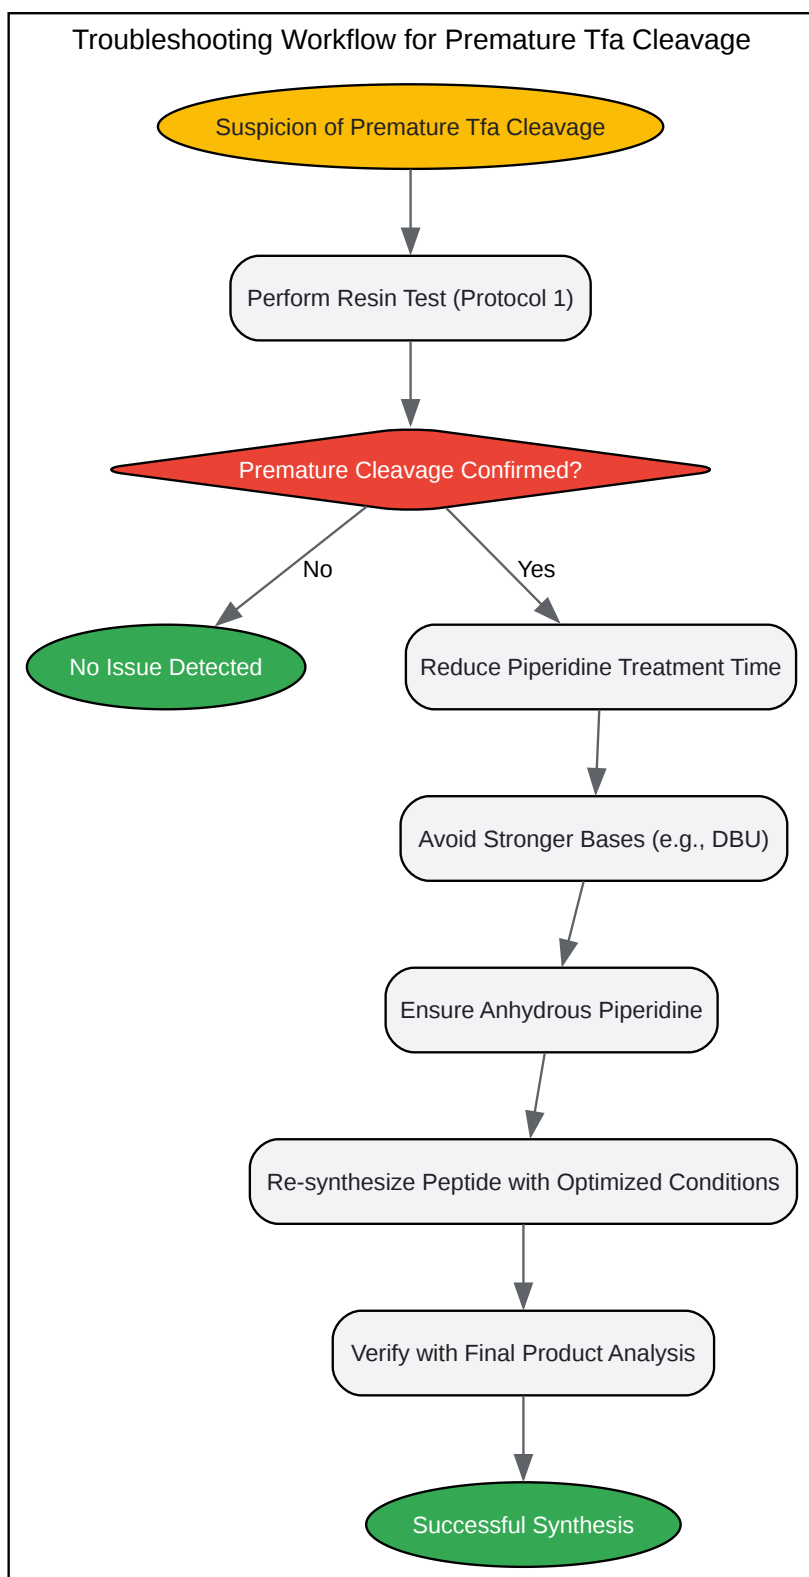 Troubleshooting Workflow for Premature Tfa Cleavage
Suspicion of Premature Tfa Cleavage
Perform Resin Test (Protocol 1)
Premature Cleavage Confirmed?
No
Yes
No Issue Detected
Reduce Piperidine Treatment Time
Avoid Stronger Bases (e.g., DBU)
Ensure Anhydrous Piperidine
Re-synthesize Peptide with Optimized Conditions
Verify with Final Product Analysis
Successful Synthesis